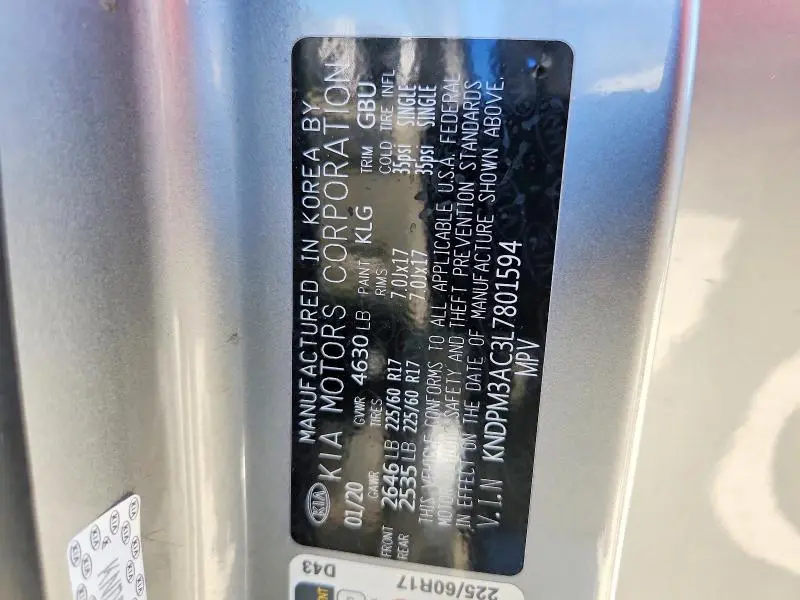 MANUFACTURED IN KOREA BY
KIA KIA MOTORS CORPORATION
01/20 GVWR 4630 LB PAINT KLG TRIM GBU
GAWR TIRES RIMS COLD TIRE INFL
FRONT 2646 LB 225/60 R17 7.0Jx17 35psi SINGLE
REAR 2535 LB 225/60 R17 7.0Jx17 35psi SINGLE
THIS VEHICLE CONFORMS TO ALL APPLICABLE U.S.A. FEDERAL
MOTOR VEHICLE SAFETY AND THEFT PREVENTION STANDARDS
IN EFFECT ON THE DATE OF MANUFACTURE SHOWN ABOVE.
V.I.N KNDPM3AC3L7801594
MPV
D43
225/60R17
KIA